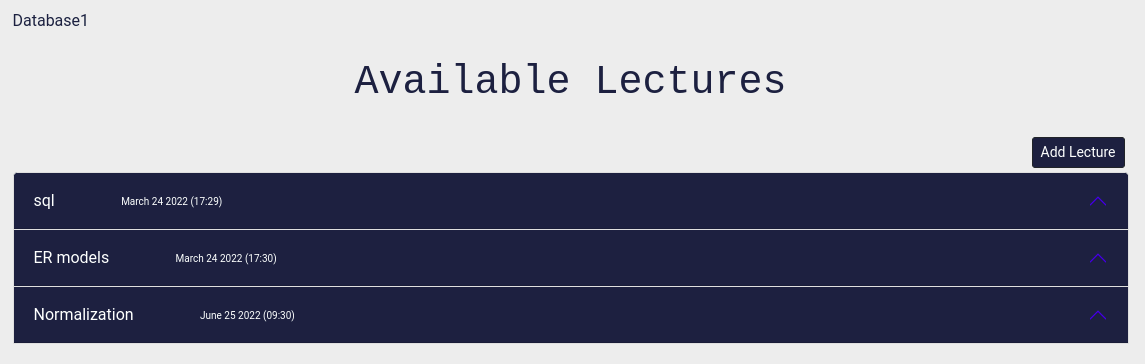 Database1
Available Lectures
Add Lecture
sql March 24 2022 (17:29)
ER models March 24 2022 (17:30)
Normalization June 25 2022 (09:30)